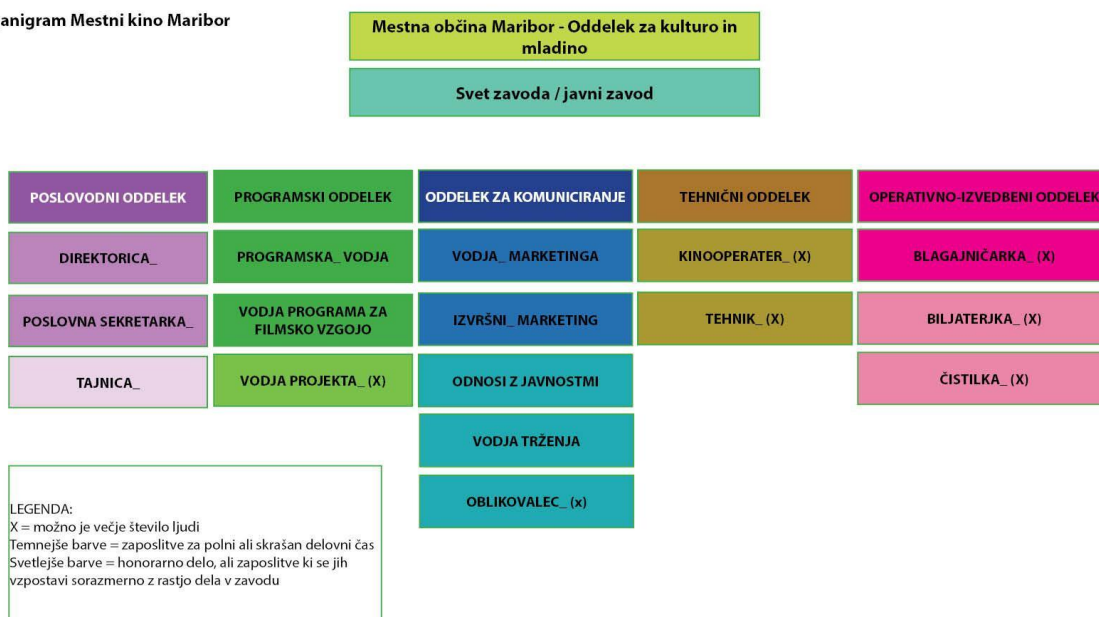 anigram Mestni kino Maribor
Mestna občina Maribor - Oddelek za kulturo in
mladino
Svet zavoda / javni zavod
POSLOVODNI ODDELEK
PROGRAMSKI ODDELEK
ODDELEK ZA KOMUNICIRANJE
TEHNIČNI ODDELEK
OPERATIVNO-IZVEDBENI ODDELEK
DIREKTORICA_
PROGRAMSKA_ VODJA
VODJA_ MARKETINGA
KINOOPERATER_ (X)
BLAGAJNIČARKA_ (X)
POSLOVNA SEKRETARKA_
VODJA PROGRAMA ZA
FILMSKO VZGOJO
IZVRŠNI_ MARKETING
TEHNIK_ (X)
BILJATERJKA_ (X)
TAJNICA_
VODJA PROJEKTA_ (X)
ODNOSI Z JAVNOSTMI
ČISTILKA_ (X)
VODJA TRŽENJA
OBLIKOVALEC_ (x)
LEGENDA:
X = možno je večje število ljudi
Temnejše barve = zaposlitve za polni ali skrašan delovni čas
Svetlejše barve = honorarno delo, ali zaposlitve ki se jih
vzpostavi sorazmerno z rastjo dela v zavodu